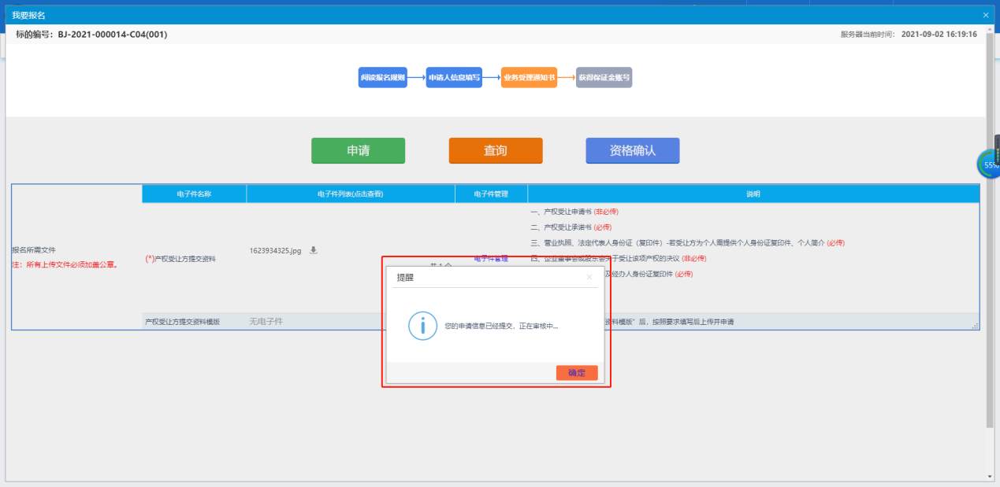 我要报名
标的编号：BJ-2021-000014-C04(001)
服务器当前时间： 2021-09-02 16:19:16
阅读报名规则
申请人信息填写
业务受理通知书
获得保证金账号
申请
查询
资格确认
55%
电子件名称
电子件列表(点击查看)
电子件管理
说明
报名所需文件
注：所有上传文件必须加盖公章。
(*)产权受让方提交资料
1623934325.jpg
电子件管理
一、产权受让申请书 (非必传)
二、产权受让承诺书 (必传)
三、营业执照、法定代表人身份证（复印件）-若受让方为个人需提供个人身份证复印件、个人简介 (必传)
四、企业董事会或股东会关于受让该项产权的决议 (非必传)
及经办人身份证复印件 (必传)
产权受让方提交资料模版
无电子件
资料模版”后，按照要求填写后上传并申请
提醒
您的申请信息已经提交，正在审核中...
确定